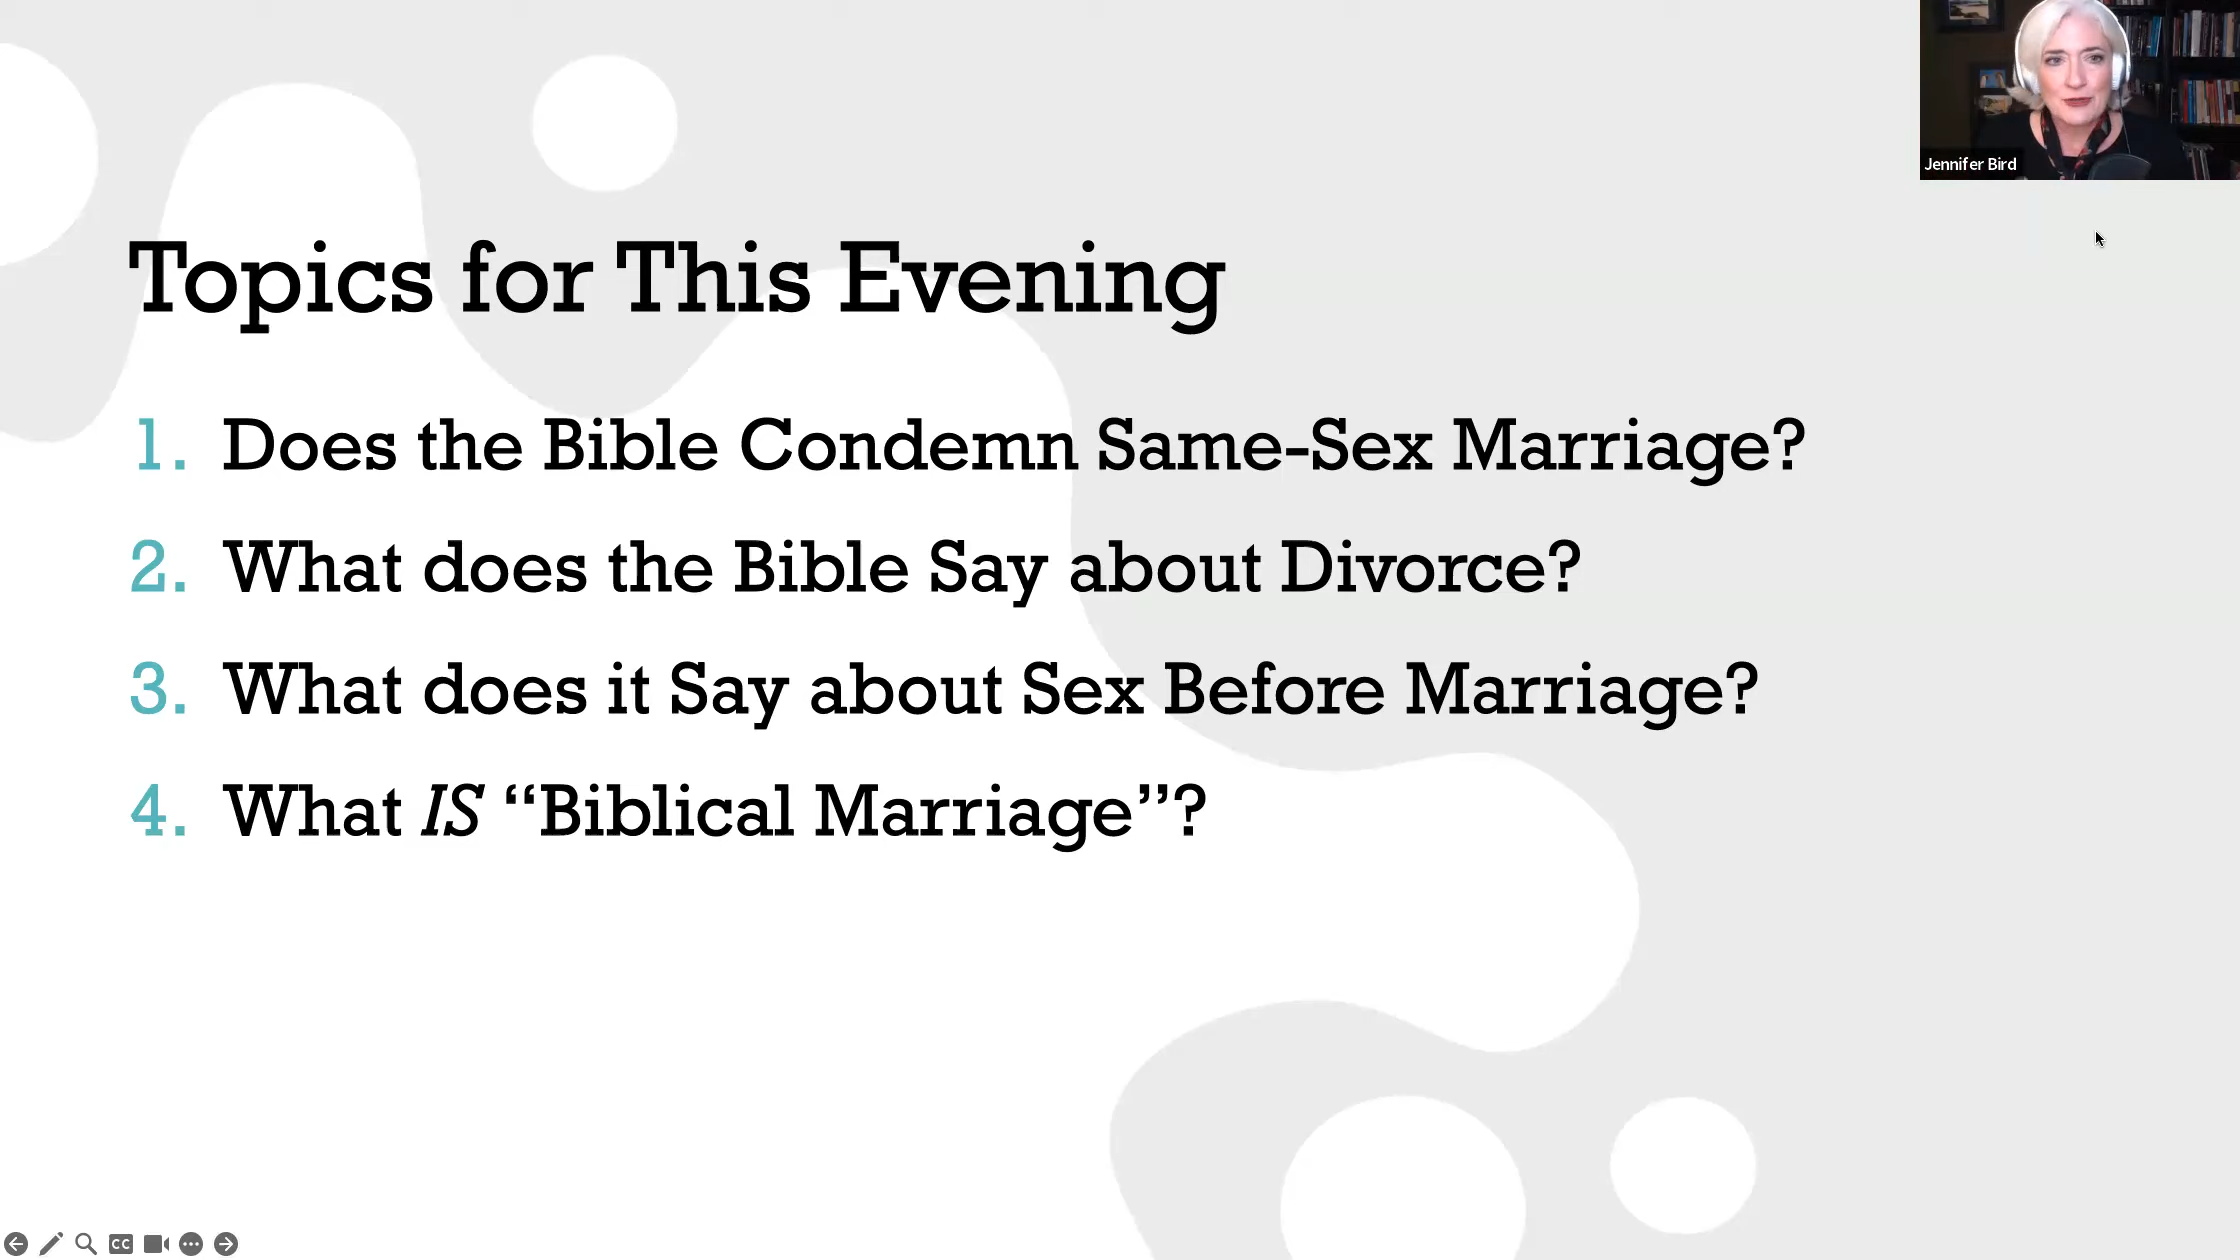 Jennifer Bird
Topics for This Evening
1. Does the Bible Condemn Same-Sex Marriage?
2. What does the Bible Say about Divorce?
3. What does it Say about Sex Before Marriage?
4. What IS “Biblical Marriage”?
CC